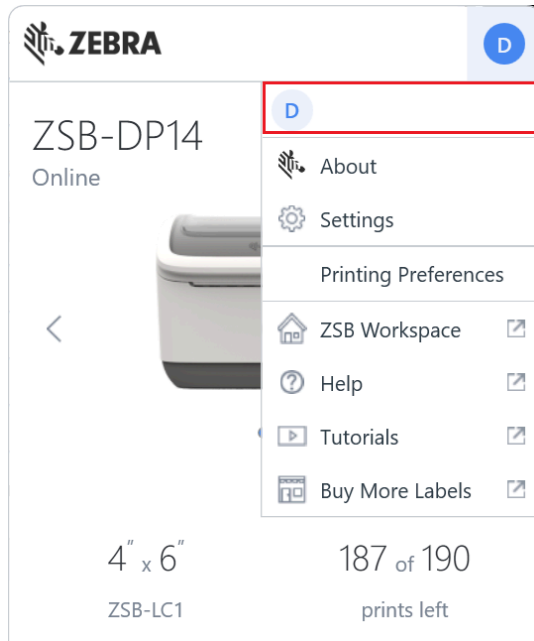 ZEBRA
D
ZSB-DP14
Online
D
About
Settings
Printing Preferences
ZSB Workspace
Help
Tutorials
Buy More Labels
4" x 6"
187 of 190
ZSB-LC1
prints left